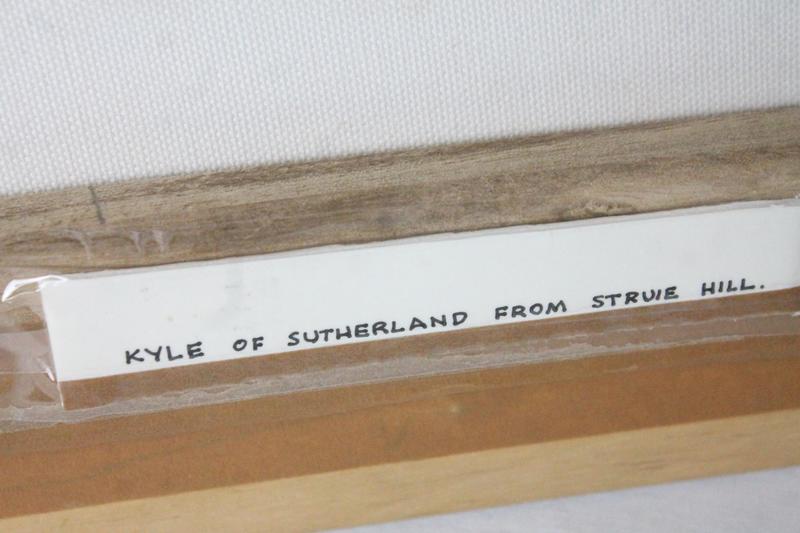 KYLE OF SUTHERLAND FROM STRUIE HILL.